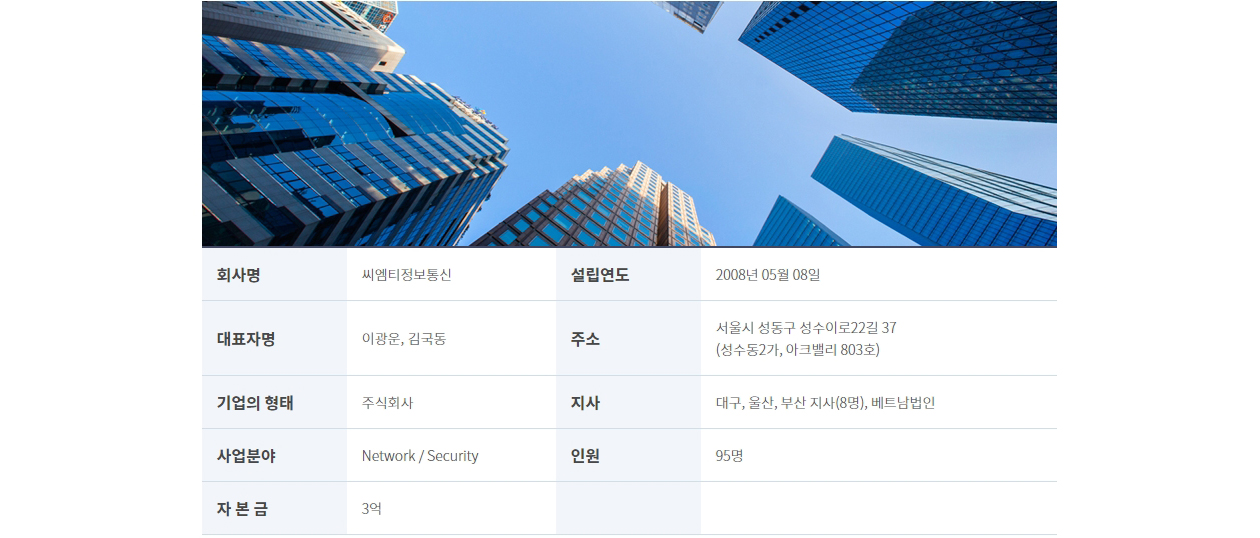 회사명 씨엠티정보통신 설립연도 2008년 05월 08일
대표자명 이광운, 김국동 주소 서울시 성동구 성수이로22길 37
(성수동2가, 아크밸리 803호)
기업의 형태 주식회사 지사 대구, 울산, 부산 지사(8명), 베트남법인
사업분야 Network / Security 인원 95명
자 본 금 3억